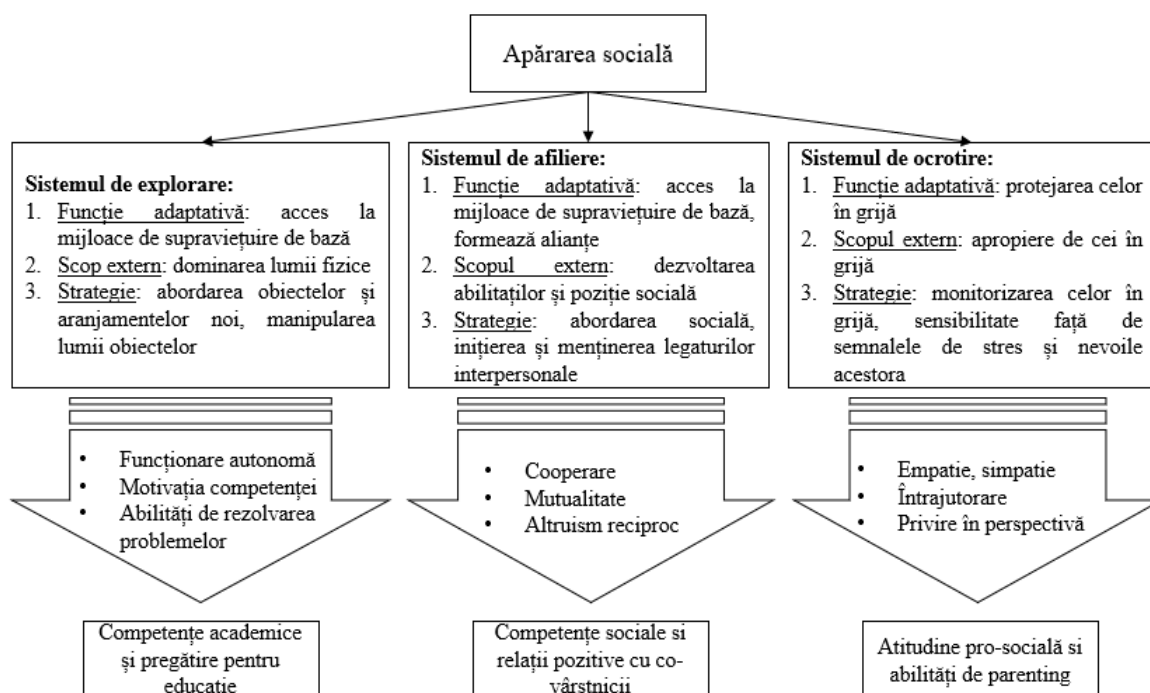 Apărarea socială
Sistemul de explorare:
1. Funcție adaptativă: acces la
mijloace de supraviețuire de bază
2. Scop extern: dominarea lumii fizice
3. Strategie: abordarea obiectelor și
aranjamentelor noi, manipularea
lumii obiectelor
Sistemul de afiliere:
1. Funcție adaptativă: acces la
mijloace de supraviețuire de bază,
formează alianțe
2. Scopul extern: dezvoltarea
abilitaților și poziție socială
3. Strategie: abordarea socială,
inițierea și menținerea legaturilor
interpersonale
Sistemul de ocrotire:
1. Funcție adaptativă: protejarea celor
în grijă
2. Scopul extern: apropiere de cei în
grijă
3. Strategie: monitorizarea celor în
grijă, sensibilitate față de
semnalele de stres și nevoile
acestora
• Funcționare autonomă
• Motivația competenței
• Abilități de rezolvarea
problemelor
• Cooperare
• Mutualitate
• Altruism reciproc
• Empatie, simpatie
• Întrajutorare
• Privire în perspectivă
Competențe academice
și pregătire pentru
educație
Competențe sociale si
relații pozitive cu co-
vârstnicii
Atitudine pro-socială si
abilități de parenting